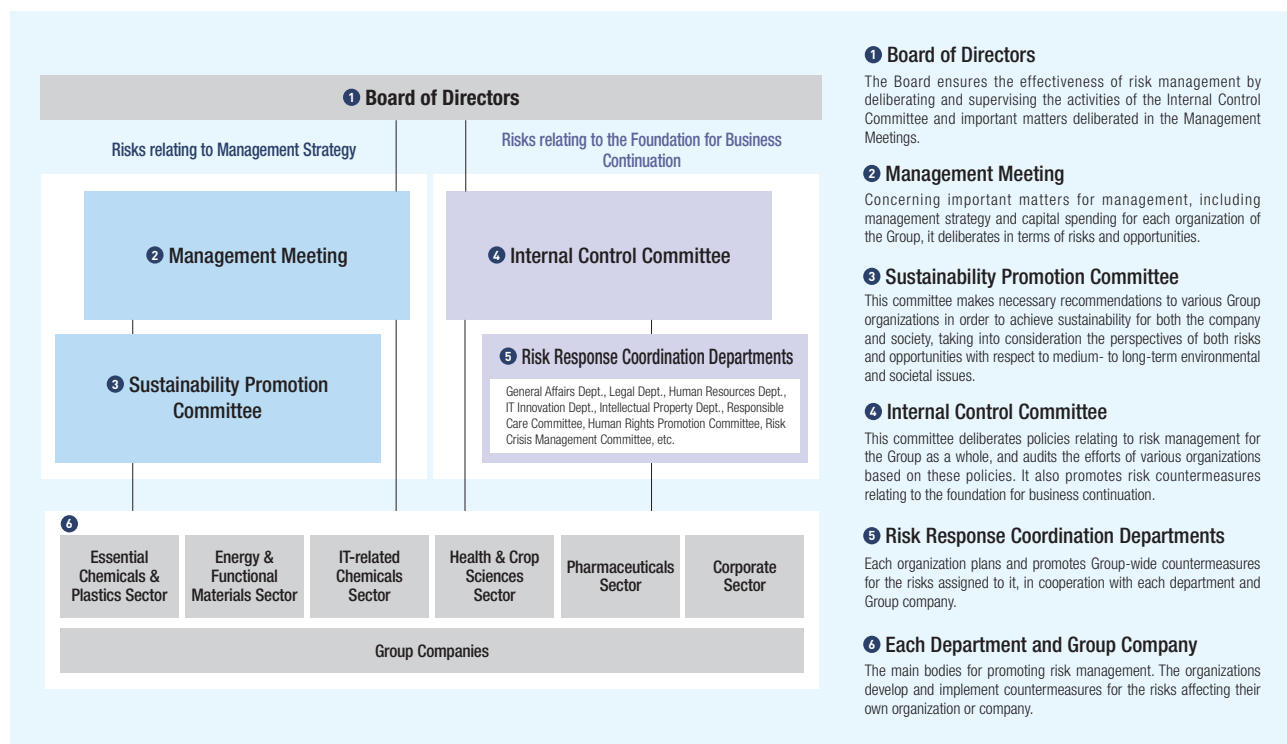 ❶ Board of Directors
Risks relating to Management Strategy
Risks relating to the Foundation for Business
Continuation
❷ Management Meeting
❸ Sustainability Promotion
Committee
❹ Internal Control Committee
❺ Risk Response Coordination Departments
General Affairs Dept., Legal Dept., Human Resources Dept.,
IT Innovation Dept., Intellectual Property Dept., Responsible
Care Committee, Human Rights Promotion Committee, Risk
Crisis Management Committee, etc.
❻
Essential
Chemicals &
Plastics Sector
Energy &
Functional
Materials Sector
IT-related
Chemicals
Sector
Health & Crop
Sciences
Sector
Pharmaceuticals
Sector
Corporate
Sector
Group Companies
❶ Board of Directors
The Board ensures the effectiveness of risk management by
deliberating and supervising the activities of the Internal Control
Committee and important matters deliberated in the Management
Meetings.
❷ Management Meeting
Concerning important matters for management, including
management strategy and capital spending for each organization of
the Group, it deliberates in terms of risks and opportunities.
❸ Sustainability Promotion Committee
This committee makes necessary recommendations to various Group
organizations in order to achieve sustainability for both the company
and society, taking into consideration the perspectives of both risks
and opportunities with respect to medium- to long-term environmental
and societal issues.
❹ Internal Control Committee
This committee deliberates policies relating to risk management for
the Group as a whole, and audits the efforts of various organizations
based on these policies. It also promotes risk countermeasures
relating to the foundation for business continuation.
❺ Risk Response Coordination Departments
Each organization plans and promotes Group-wide countermeasures
for the risks assigned to it, in cooperation with each department and
Group company.
❻ Each Department and Group Company
The main bodies for promoting risk management. The organizations
develop and implement countermeasures for the risks affecting their
own organization or company.